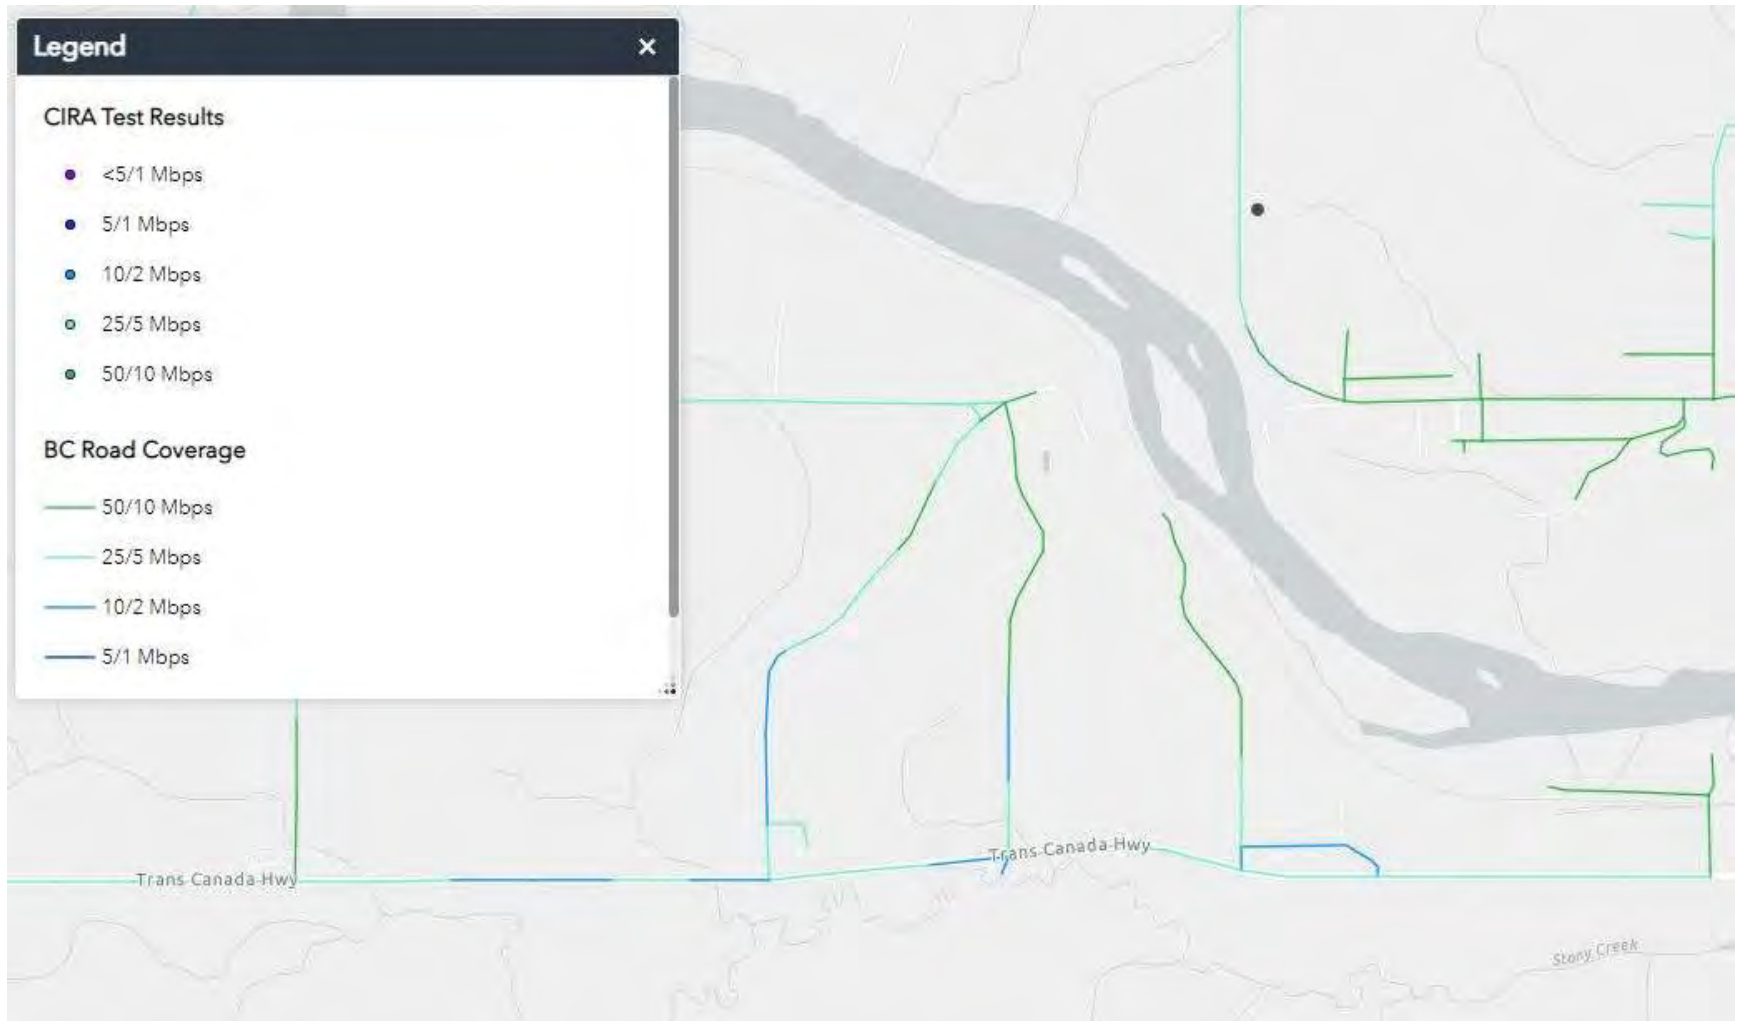 Legend
CIRA Test Results
<5/1 Mbps
5/1 Mbps
10/2 Mbps
25/5 Mbps
50/10 Mbps
BC Road Coverage
50/10 Mbps
25/5 Mbps
10/2 Mbps
5/1 Mbps
Trans Canada Hwy
Trans Canada Hwy
Stony Creek